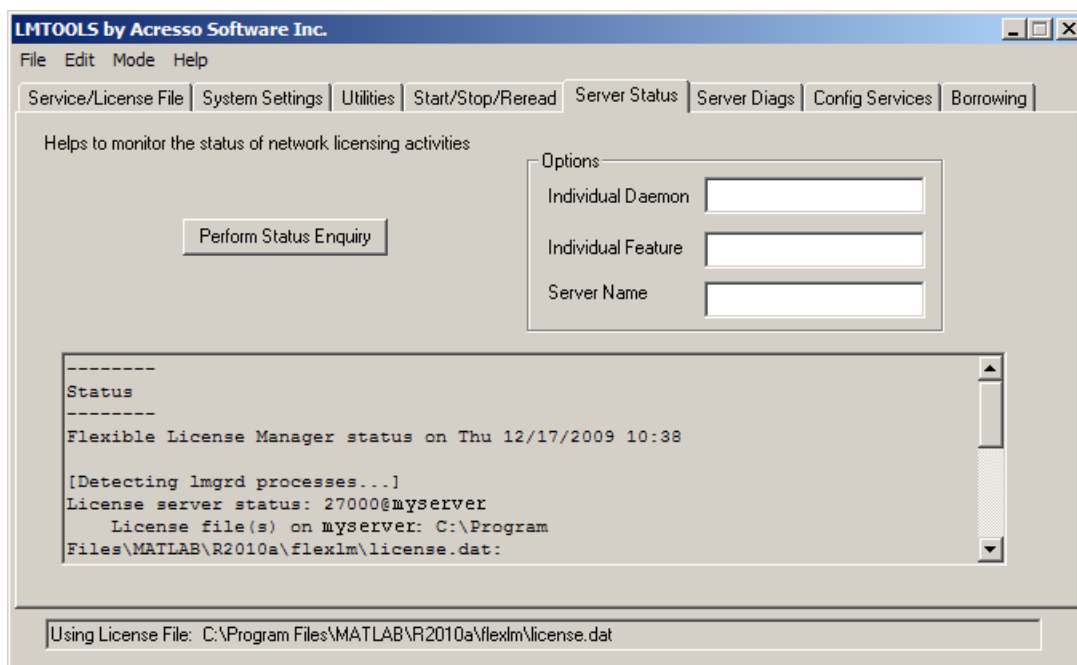 LMTOOLS by Acresso Software Inc.
File Edit Mode Help
Service/License File System Settings Utilities Start/Stop/Reread Server Status Server Diags Config Services Borrowing
Helps to monitor the status of network licensing activities
Options
Individual Daemon
Perform Status Enquiry
Individual Feature
Server Name
--------
Status
--------
Flexible License Manager status on Thu 12/17/2009 10:38
[Detecting lmgrd processes...]
License server status: 27000@myserver
License file(s) on myserver: C:\Program
Files\MATLAB\R2010a\flexlm\license.dat:
Using License File: C:\Program Files\MATLAB\R2010a\flexlm\license.dat